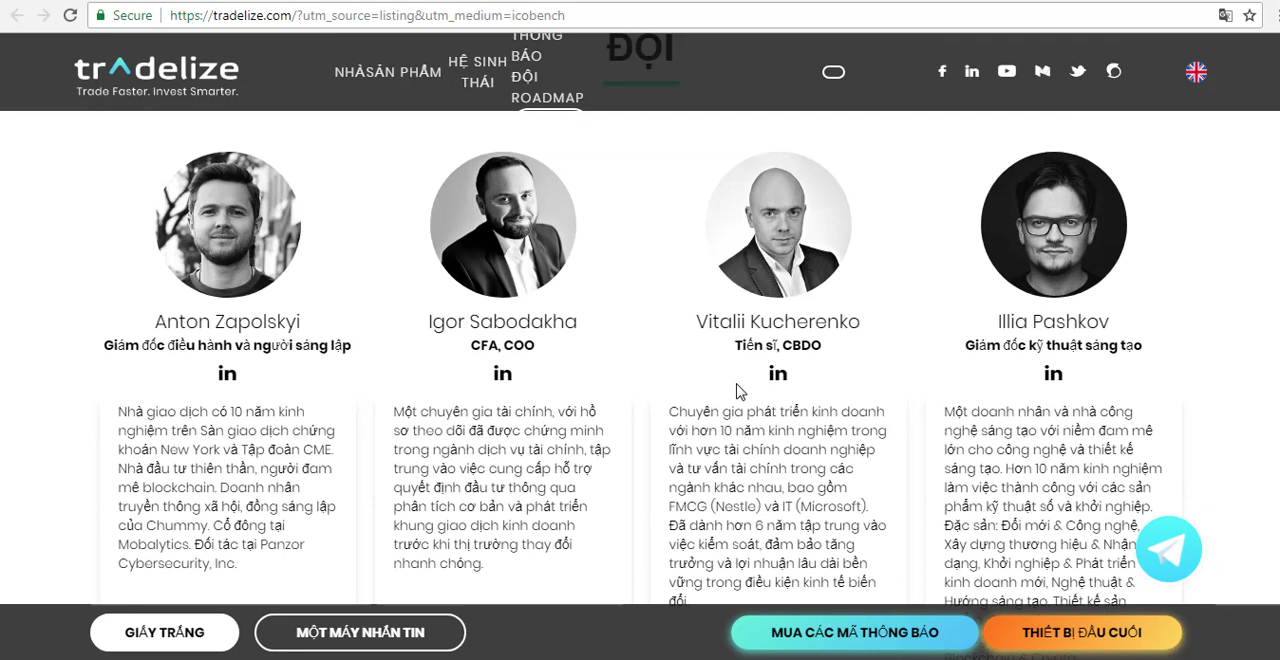 Secure
https://tradelize.com/?utm_source=listing&utm_medium=icobench
tradelize
Trade Faster. Invest Smarter.
NHÀSẢN PHẨM
HỆ SINH
THÁI
THÔNG
BÁO
ĐỘI
ROADMAP
ĐỘI
Anton Zapolskyi
Giám đốc điều hành và người sáng lập
in
Nhà giao dịch có 10 năm kinh
nghiệm trên Sàn giao dịch chứng
khoán New York và Tập đoàn CME.
Nhà đầu tư thiên thần, người đam
mê blockchain. Doanh nhân
truyền thông xã hội, đồng sáng lập
của Chummy. Cổ đông tại
Mobalytics. Đối tác tại Panzor
Cybersecurity, Inc.
Igor Sabodakha
CFA, COO
in
Một chuyên gia tài chính, với hồ
sơ theo dõi đã được chứng minh
trong ngành dịch vụ tài chính, tập
trung vào việc cung cấp hỗ trợ
quyết định đầu tư thông qua
phân tích cơ bản và phát triển
khung giao dịch kinh doanh
trước khi thị trường thay đổi
nhanh chóng.
Vitalii Kucherenko
Tiến sĩ, CBDO
in
Chuyên gia phát triển kinh doanh
với hơn 10 năm kinh nghiệm trong
lĩnh vực tài chính doanh nghiệp
và tư vấn tài chính trong các
ngành khác nhau, bao gồm
FMCG (Nestle) và IT (Microsoft).
Đã dành hơn 6 năm tập trung vào
việc kiểm soát, đảm bảo tăng
trưởng và lợi nhuận lâu dài bền
vững trong điều kiện kinh tế biến
đổi.
Illia Pashkov
Giám đốc kỹ thuật sáng tạo
in
Một doanh nhân và nhà công
nghệ sáng tạo với niềm đam mê
lớn cho công nghệ và thiết kế
sáng tạo. Hơn 10 năm kinh nghiệm
làm việc thành công với các sản
phẩm kỹ thuật số và khởi nghiệp.
Đặc sản: Đổi mới & Công nghệ,
Xây dựng thương hiệu & Nhận
dạng, Khởi nghiệp & Phát triển
kinh doanh mới, Nghệ thuật &
Hướng sáng tạo, Thiết kế sản
GIẤY TRẮNG
MỘT MÁY NHẮN TIN
MUA CÁC MÃ THÔNG BÁO
THIẾT BỊ ĐẦU CUỐI